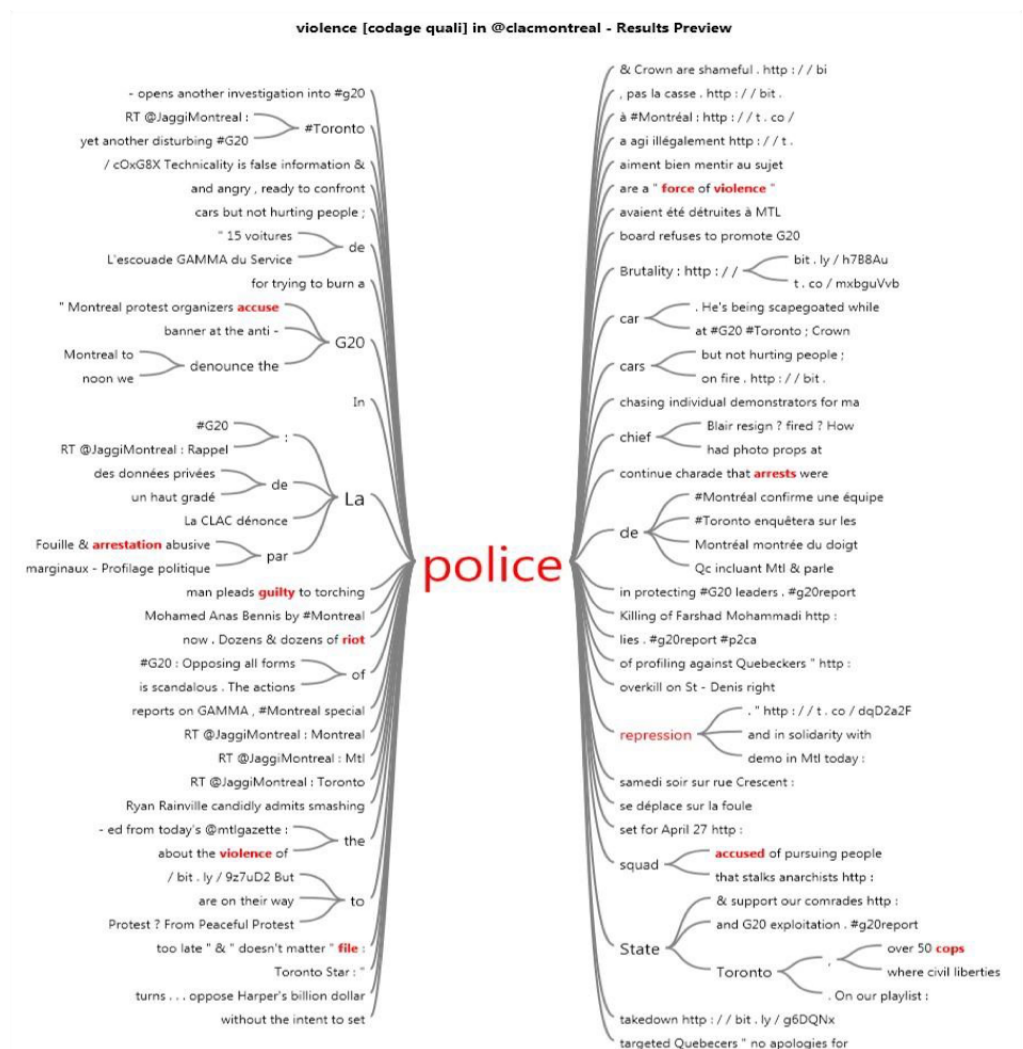 violence [codage quali] in @clacmontreal - Results Preview
- opens another investigation into #g20
RT @JaggiMontreal :
yet another disturbing #G20
#Toronto
/ cOxG8X Technicality is false information &
and angry , ready to confront
cars but not hurting people ;
" 15 voitures
L'escouade GAMMA du Service
de
for trying to burn a
" Montreal protest organizers accuse
banner at the anti -
Montreal to
noon we
denounce the
G20
In
#G20
RT @JaggiMontreal : Rappel
:
des données privées
un haut gradé
de
La CLAC dénonce
Fouille & arrestation abusive
marginaux - Profilage politique
par
La
man pleads guilty to torching
Mohamed Anas Bennis by #Montreal
now . Dozens & dozens of riot
#G20 : Opposing all forms
is scandalous . The actions
of
reports on GAMMA , #Montreal special
RT @JaggiMontreal : Montreal
RT @JaggiMontreal : Mtl
RT @JaggiMontreal : Toronto
Ryan Rainville candidly admits smashing
- ed from today's @mtlgazette :
about the violence of
the
/ bit . ly / 9z7uD2 But
are on their way
Protest ? From Peaceful Protest
to
too late " & " doesn't matter " file :
Toronto Star : "
turns . . . oppose Harper's billion dollar
without the intent to set
police
& Crown are shameful . http : / / bi
, pas la casse . http : / / bit .
à #Montréal : http : / / t . co /
a agi illégalement http : / / t .
aiment bien mentir au sujet
are a " force of violence "
avaient été détruites à MTL
board refuses to promote G20
Brutality : http : / /
bit . ly / h7B8Au
t . co / mxbguVvb
car
. He's being scapegoated while
at #G20 #Toronto ; Crown
cars
but not hurting people ;
on fire . http : / / bit .
chasing individual demonstrators for ma
chief
Blair resign ? fired ? How
had photo props at
continue charade that arrests were
de
#Montréal confirme une équipe
#Toronto enquêtera sur les
Montréal montrée du doigt
Qc incluant Mtl & parle
in protecting #G20 leaders . #g20report
Killing of Farshad Mohammadi http :
lies . #g20report #p2ca
of profiling against Quebeckers " http :
overkill on St - Denis right
repression
. " http : / / t . co / dqD2a2F
and in solidarity with
demo in Mtl today :
samedi soir sur rue Crescent :
se déplace sur la foule
set for April 27 http :
squad
accused of pursuing people
that stalks anarchists http :
State
& support our comrades http :
and G20 exploitation . #g20report
Toronto
,
over 50 cops
where civil liberties
. On our playlist :
takedown http : / / bit . ly / g6DQNx
targeted Quebecers " no apologies for